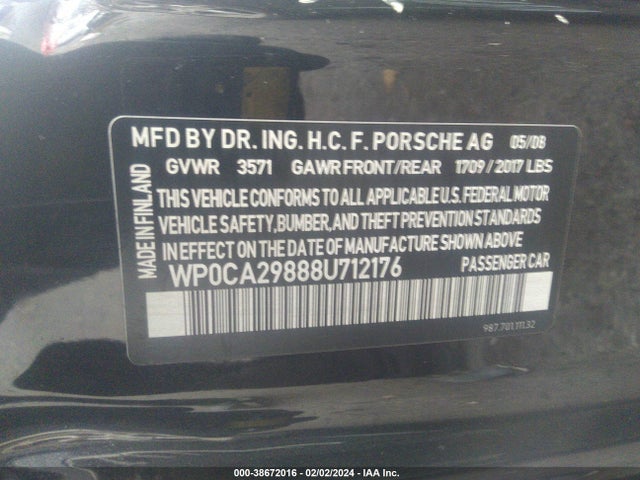 MFD BY DR. ING. H.C. F. PORSCHE AG 05/08
GVWR 3571 GAWR FRONT/REAR 1709 / 2017 LBS
THIS VEHICLE CONFORMS TO ALL APPLICABLE U.S. FEDERAL MOTOR
VEHICLE SAFETY, BUMBER, AND THEFT PREVENTION STANDARDS
IN EFFECT ON THE DATE OF MANUFACTURE SHOWN ABOVE
WP0CA29888U712176 PASSENGER CAR
MADE IN FINLAND
987.701.111.32
000-38672016 - 02/02/2024 - IAA Inc.